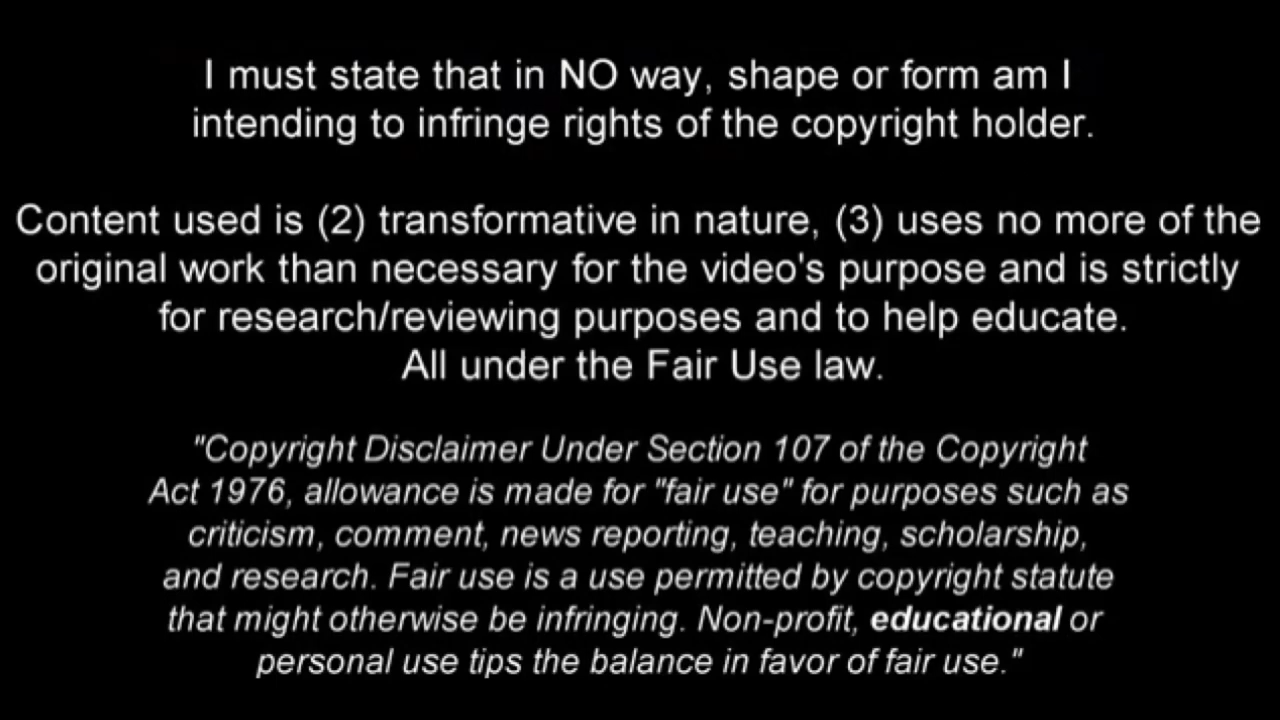 I must state that in NO way, shape or form am I
intending to infringe rights of the copyright holder.
Content used is (2) transformative in nature, (3) uses no more of the
original work than necessary for the video's purpose and is strictly
for research/reviewing purposes and to help educate.
All under the Fair Use law.
"Copyright Disclaimer Under Section 107 of the Copyright
Act 1976, allowance is made for "fair use" for purposes such as
criticism, comment, news reporting, teaching, scholarship,
and research. Fair use is a use permitted by copyright statute
that might otherwise be infringing. Non-profit, educational or
personal use tips the balance in favor of fair use."